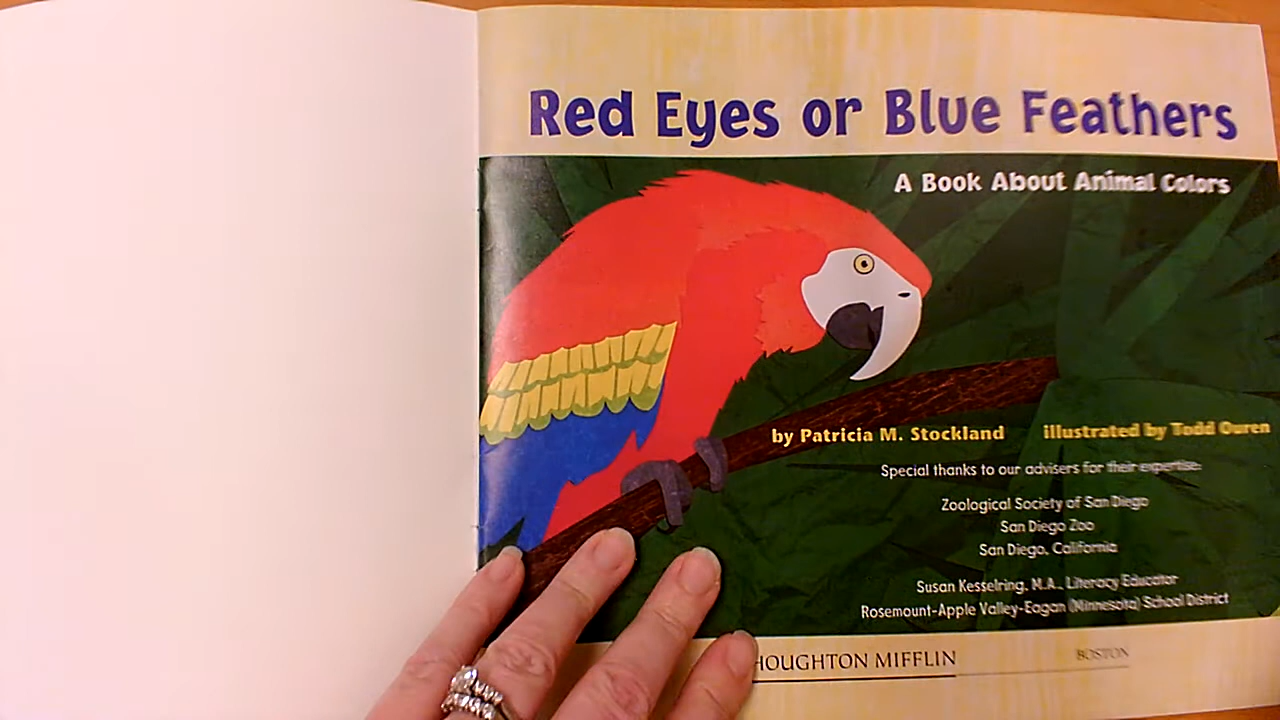 Red Eyes or Blue Feathers
A Book About Animal Colors
by Patricia M. Stockland illustrated by Todd Ouren
Special thanks to our advisers for their expertise:
Zoological Society of San Diego
San Diego Zoo
San Diego, California
Susan Kesselring, M.A., Literacy Educator
Rosemount-Apple Valley-Eagan (Minnesota) School District
HOUGHTON MIFFLIN BOSTON